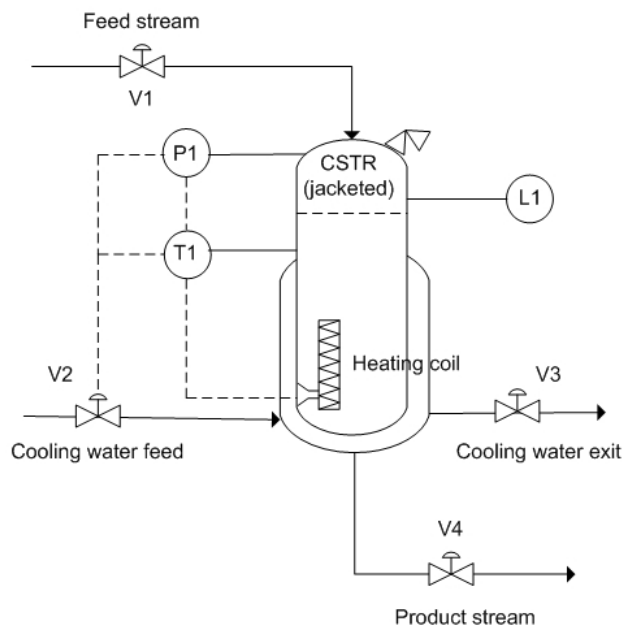 Feed stream
V1
P1
CSTR
(jacketed)
L1
T1
Heating coil
V2
V3
Cooling water feed
Cooling water exit
V4
Product stream